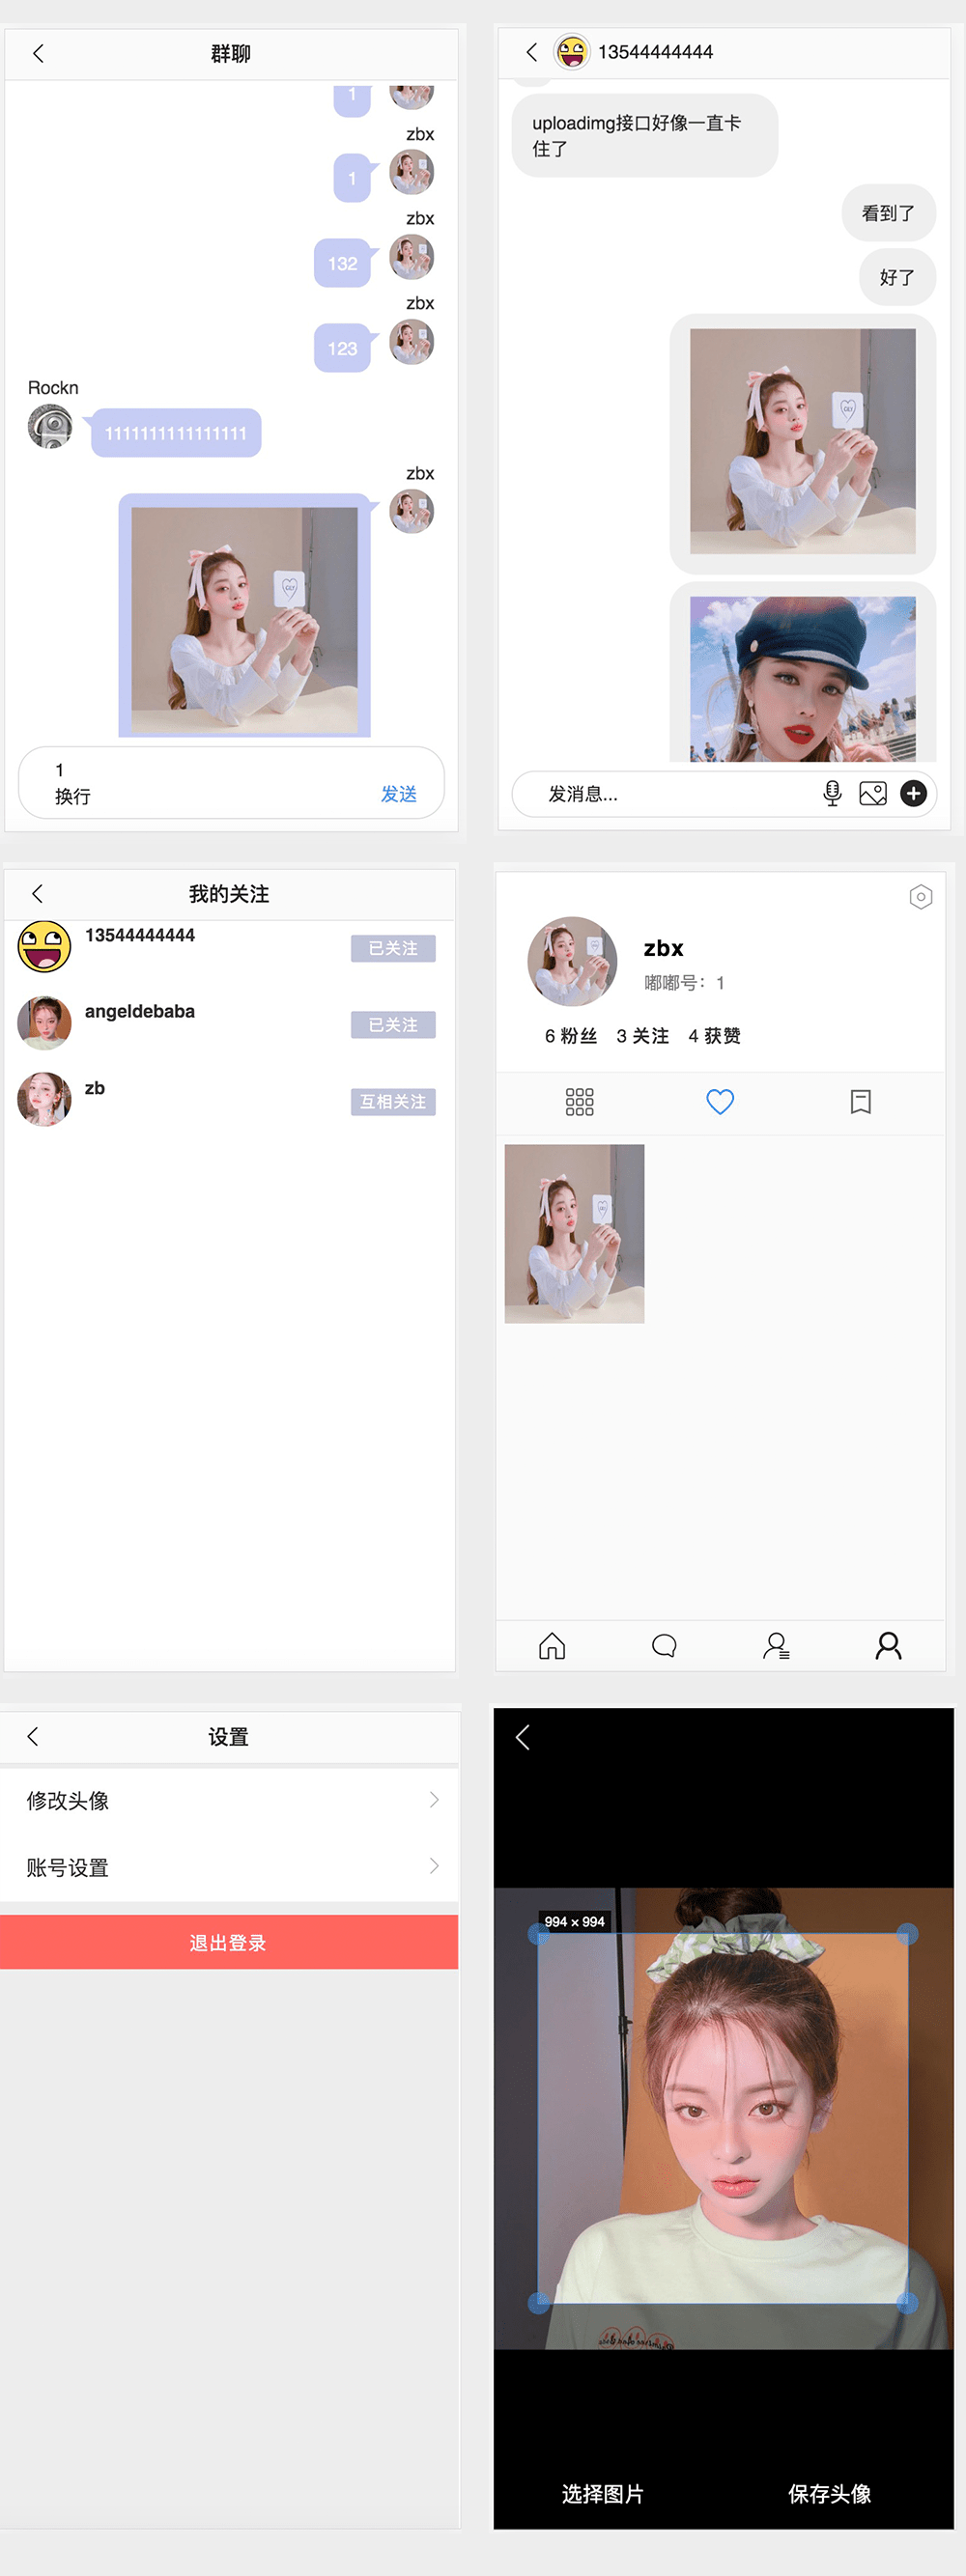 群聊
1
zbx
1
zbx
132
zbx
123
Rockn
1111111111111111
zbx
GLY
1
换行
发送
13544444444
uploadimg接口好像一直卡
住了
看到了
好了
GLY
发消息...
我的关注
13544444444
已关注
angeldebaba
已关注
zb
互相关注
zbx
嘟嘟号：1
6 粉丝 3 关注 4 获赞
设置
修改头像
账号设置
退出登录
994 × 994
选择图片
保存头像